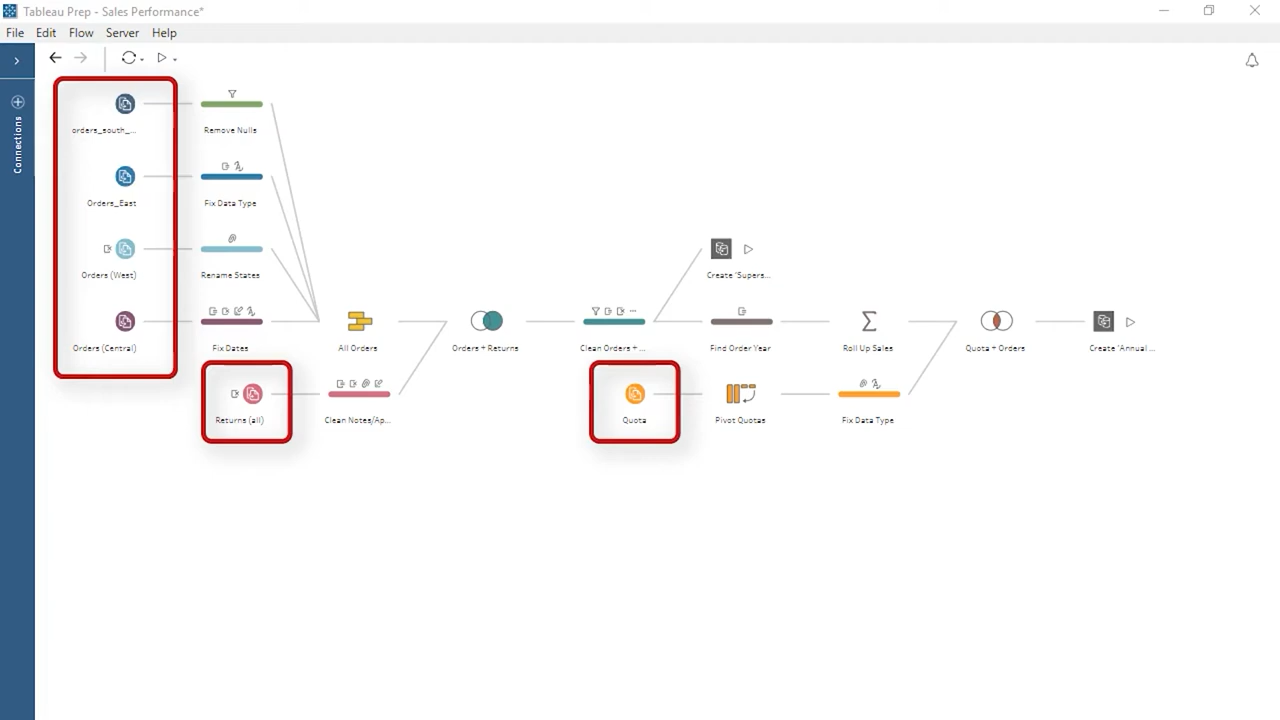 Tableau Prep - Sales Performance*
File Edit Flow Server Help
Connections
orders_south_...
Remove Nulls
Orders_East
Fix Data Type
Orders (West)
Rename States
Create 'Supers...
Orders (Central)
Fix Dates
All Orders
Orders + Returns
Clean Orders + ...
Find Order Year
Roll Up Sales
Quota + Orders
Create 'Annual ...
Returns (all)
Clean Notes/Ap...
Quota
Pivot Quotas
Fix Data Type